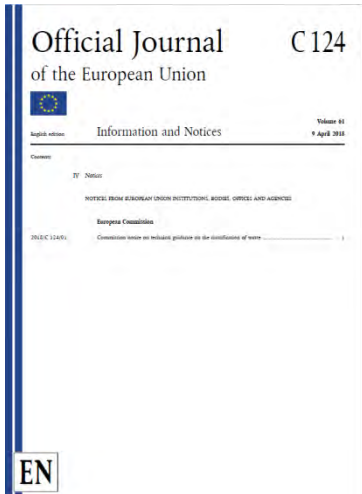 Official Journal C 124
of the European Union
Volume 61
English edition Information and Notices 9 April 2018
Contents
IV Notices
NOTICES FROM EUROPEAN UNION INSTITUTIONS, BODIES, OFFICES AND AGENCIES
European Commission
2018/C 124/01 Commission notice on technical guidance on the classification of waste ... 1
EN